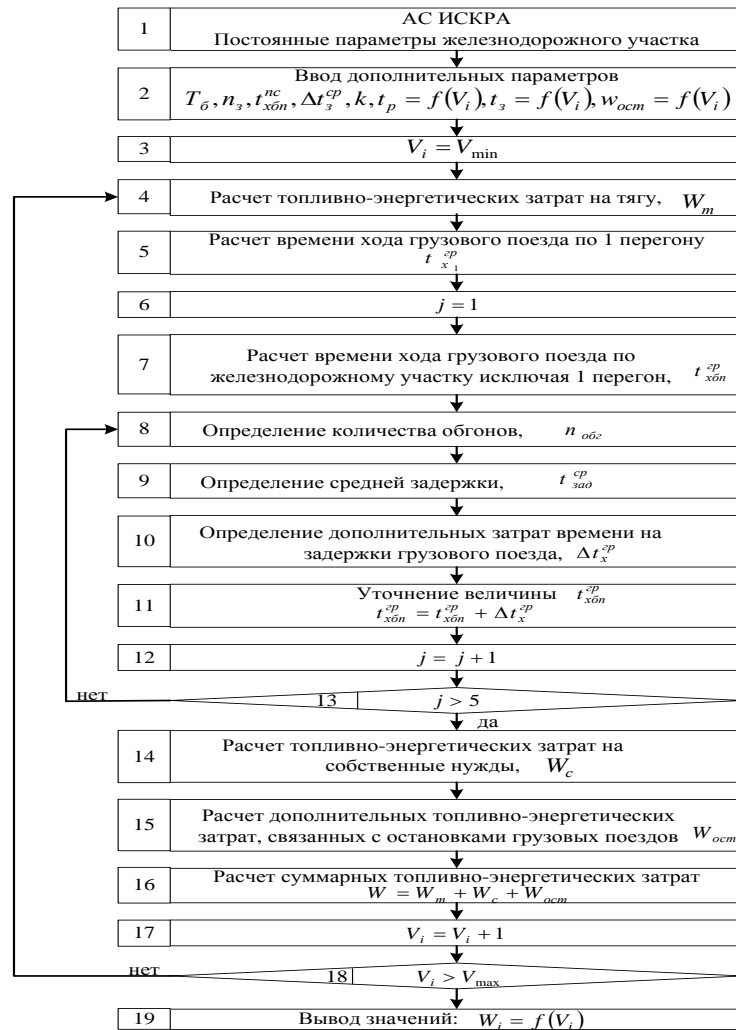 1
АС ИСКРА
Постоянные параметры железнодорожного участка
2
Ввод дополнительных параметров
T_б, n_з, t_хбп^пс, Δt_з^ср, k, t_р = f(V_i), t_з = f(V_i), w_ост = f(V_i)
3
V_i = V_min
4
Расчет топливно-энергетических затрат на тягу, W_т
5
Расчет времени хода грузового поезда по 1 перегону
t_х_1^гр
6
j = 1
7
Расчет времени хода грузового поезда по
железнодорожному участку исключая 1 перегон, t_хбп^гр
8
Определение количества обгонов, n_обг
9
Определение средней задержки, t_зад^ср
10
Определение дополнительных затрат времени на
задержки грузового поезда, Δt_х^гр
11
Уточнение величины t_хбп^гр
t_хбп^гр = t_хбп^гр + Δt_х^гр
12
j = j + 1
нет
13
j > 5
да
14
Расчет топливно-энергетических затрат на
собственные нужды, W_с
15
Расчет дополнительных топливно-энергетических
затрат, связанных с остановками грузовых поездов W_ост
16
Расчет суммарных топливно-энергетических затрат
W = W_т + W_с + W_ост
17
V_i = V_i + 1
нет
18
V_i > V_max
19
Вывод значений: W_i = f(V_i)